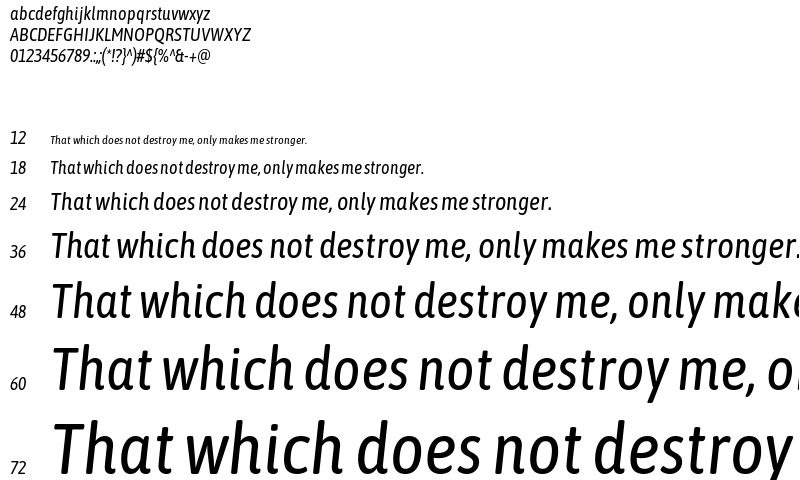 abcdefghijklmnopqrstuvwxyz
ABCDEFGHIJKLMNOPQRSTUVWXYZ
0123456789.:,;(*!?}^)#${%^&-+@
12 That which does not destroy me, only makes me stronger.
18 That which does not destroy me, only makes me stronger.
24 That which does not destroy me, only makes me stronger.
36 That which does not destroy me, only makes me stronger.
48 That which does not destroy me, only make
60 That which does not destroy me, o
72 That which does not destroy